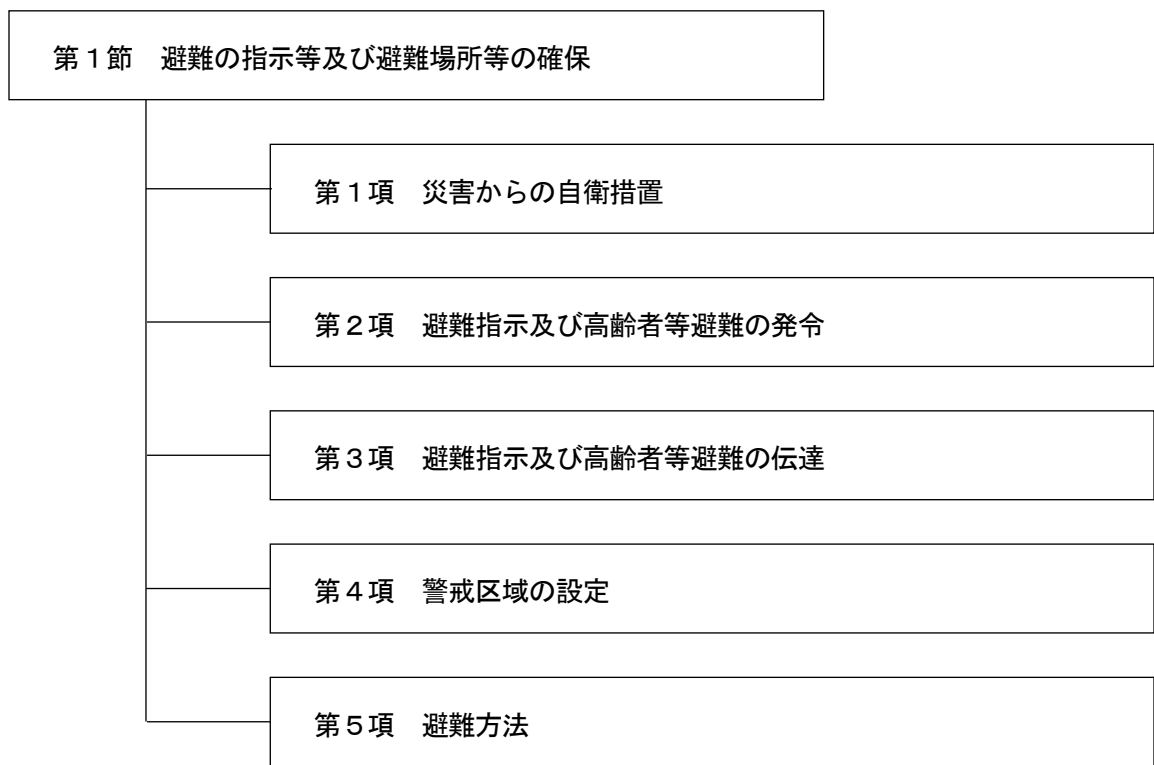 第１節　避難の指示等及び避難場所等の確保
第１項　災害からの自衛措置
第２項　避難指示及び高齢者等避難の発令
第３項　避難指示及び高齢者等避難の伝達
第４項　警戒区域の設定
第５項　避難方法